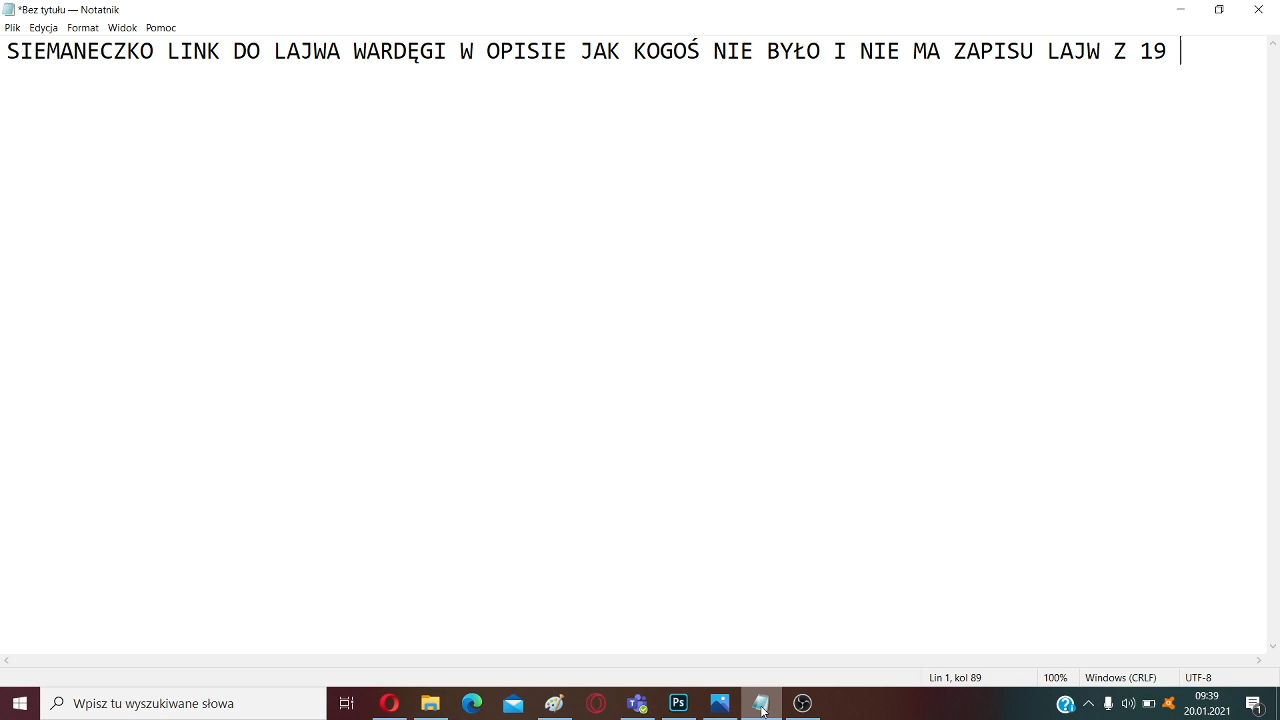 *Bez tytułu — Notatnik
Plik Edycja Format Widok Pomoc
SIEMANECZKO LINK DO LAJWA WARDĘGI W OPISIE JAK KOGOŚ NIE BYŁO I NIE MA ZAPISU LAJW Z 19
Lin 1, kol 89 100% Windows (CRLF) UTF-8
Wpisz tu wyszukiwane słowa
Ps
09:39
20.01.2021
1